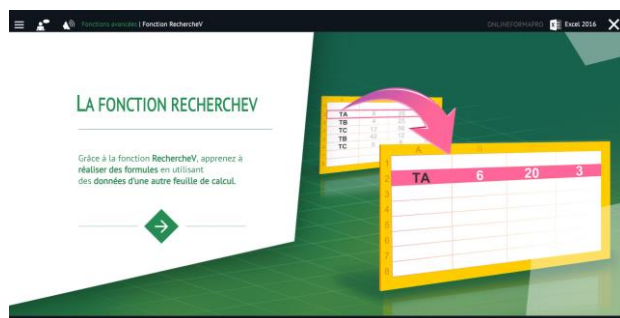 Fonctions avancées | Fonction RechercheV
ONLINEFORMAPRO
Excel 2016
LA FONCTION RECHERCHEV
Grâce à la fonction RechercheV, apprenez à
réaliser des formules en utilisant
des données d'une autre feuille de calcul.
TA
TB
TC
TB
TC
A
1
2 TA 6 20 3
3
4
5
6
7
8